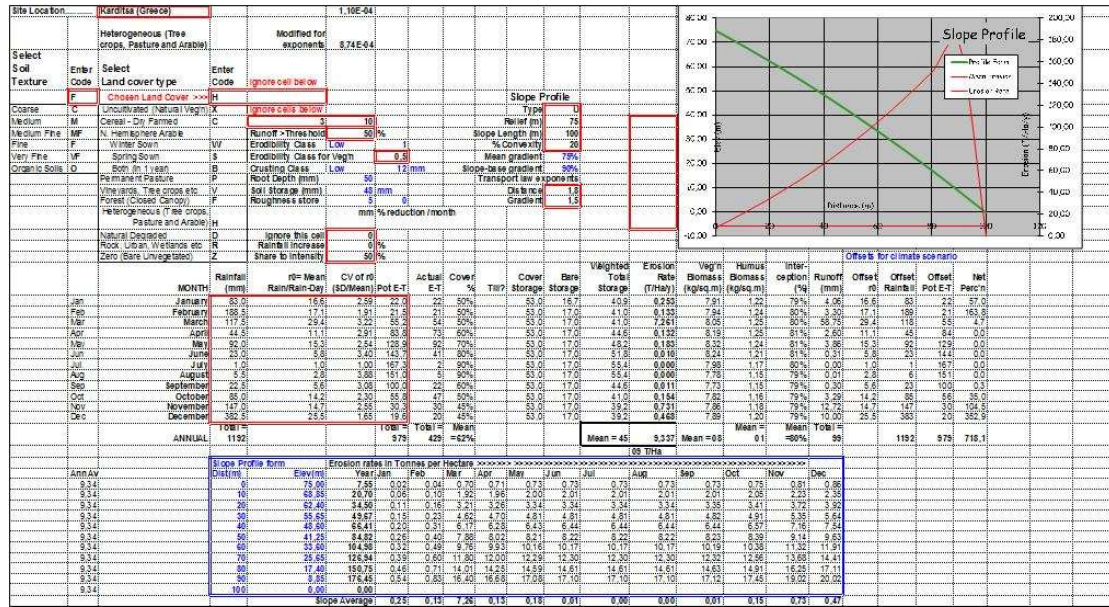 Site Location Karditsa (Greece) 1,10E-04
Heterogeneous (Tree crops, Pasture and Arable) Modified for exponents 8,74E-04
Select Soil Texture Enter Code Select Land cover type Enter Code Ignore cell below
F Chosen Land Cover >>> H
Coarse C Uncultivated (Natural Veg'n) X Ignore cells below
Medium M Cereal - Dry Farmed C 3 10
Medium Fine MF N. Hemisphere Arable Runoff >Threshold 50 %
Fine F Winter Sown W Erodibility Class Low 1
Very Fine VF Spring Sown S Erodibility Class for Veg'n 0,5
Organic Soils O Both (in 1 year) B Crusting Class Low 12 mm
Permanent Pasture P Root Depth (mm) 50
Vineyards, Tree crops etc V Soil Storage (mm) 48 mm
Forest (Closed Canopy) F Roughness store 5 0
Heterogeneous (Tree crops, Pasture and Arable) H mm % reduction /month
Natural Degraded D Ignore this cell 0
Rock, Urban, Wetlands etc R Rainfall increase 0 %
Zero (Bare Unvegetated) Z Share to intensity 50 %
Slope Profile
Type D
Relief (m) 75
Slope Length (m) 100
% Convexity 20
Mean gradient 75%
Slope-base gradient 90%
Transport law exponents
Distance 1,8
Gradient 1,5
Slope Profile
Profile Form
Erosion Rate
Distance (m)
Erosion (T/Ha/y)
Offsets for climate scenario
MONTH Rainfall (mm) r0= Mean Rain/Rain-Day CV of r0 (SD/Mean) Pot E-T Actual E-T Cover % Till? Cover Storage Bare Storage Weighted Total Storage Erosion Rate (T/Ha/y) Veg'n Biomass (kg/sq.m) Humus Biomass (kg/sq.m) Inter-ception (%) Runoff (mm) Offset r0 Offset Rainfall Offset Pot E-T Net Perc'n
Jan January 83,0 16,6 2,59 22,0 22 50% 53,0 16,7 40,9 0,253 7,91 1,22 80% 4,06 16,6 83 22 57,0
Feb February 188,5 17,1 1,91 21,5 21 50% 53,0 17,1 41,0 0,133 7,94 1,24 80% 3,30 17,1 189 21 163,8
Mar March 117,5 29,4 3,22 55,2 54 50% 53,0 17,1 41,0 7,261 8,05 1,25 80% 58,75 29,4 118 55 4,7
Apr April 44,5 11,1 2,91 83,8 73 60% 53,0 17,1 44,6 0,132 8,19 1,25 81% 2,60 11,1 45 84 0,0
May May 92,0 15,3 2,54 128,9 92 70% 53,0 17,1 48,2 0,183 8,32 1,24 81% 3,86 15,3 92 129 0,0
Jun June 23,0 5,8 3,40 143,7 41 80% 53,0 17,1 51,8 0,010 8,24 1,21 81% 0,31 5,8 23 144 0,0
Jul July 1,0 1,0 1,00 167,3 2 90% 53,0 17,1 55,4 0,000 7,98 1,17 80% 0,00 1,0 1 167 0,0
Aug August 5,5 2,8 3,88 151,0 5 90% 53,0 17,1 55,4 0,000 7,78 1,15 79% 0,01 2,8 6 151 0,0
Sep September 22,5 5,6 3,08 100,0 22 60% 53,0 17,1 44,6 0,011 7,73 1,15 79% 0,30 5,6 23 100 0,3
Oct October 85,0 14,2 2,30 55,8 47 50% 53,0 17,1 41,0 0,154 7,82 1,16 79% 3,29 14,2 85 56 35,0
Nov November 147,0 14,7 2,55 30,3 30 45% 53,0 17,1 39,2 0,731 7,86 1,18 79% 12,72 14,7 147 30 104,5
Dec December 382,5 25,5 1,65 19,6 20 45% 53,0 17,1 39,2 0,468 7,89 1,20 79% 10,00 25,5 383 20 352,9
ANNUAL Total = 1192 Total = 979 Total = 429 Mean =62% Mean = 45 9,337 Mean =08 Mean = 01 Mean =80% Total = 99 1192 979 718,1
09 T/Ha
Slope Profile form Erosion rates in Tonnes per Hectare
Ann Av Dist(m) Elev(m) Year Jan Feb Mar Apr May Jun Jul Aug Sep Oct Nov Dec
9,34 0 75,00 7,55 0,02 0,04 0,70 0,71 0,73 0,73 0,73 0,73 0,73 0,75 0,81 0,86
9,34 10 68,85 20,70 0,06 0,10 1,92 1,96 2,00 2,01 2,01 2,01 2,01 2,05 2,23 2,35
9,34 20 62,40 34,50 0,11 0,16 3,21 3,26 3,34 3,34 3,34 3,34 3,35 3,41 3,72 3,92
9,34 30 55,65 49,67 0,15 0,23 4,62 4,70 4,81 4,81 4,81 4,81 4,82 4,91 5,35 5,64
9,34 40 48,60 66,41 0,20 0,31 6,17 6,28 6,43 6,44 6,44 6,44 6,44 6,57 7,16 7,54
9,34 50 41,25 84,82 0,26 0,40 7,88 8,02 8,21 8,22 8,22 8,22 8,23 8,39 9,14 9,63
9,34 60 33,60 104,98 0,32 0,49 9,76 9,93 10,16 10,17 10,17 10,17 10,19 10,38 11,32 11,91
9,34 70 25,65 126,94 0,39 0,60 11,80 12,00 12,29 12,30 12,30 12,30 12,32 12,56 13,68 14,41
9,34 80 17,40 150,75 0,46 0,71 14,01 14,25 14,59 14,61 14,61 14,61 14,63 14,91 16,25 17,11
9,34 90 8,85 176,45 0,54 0,83 16,40 16,68 17,08 17,10 17,10 17,10 17,12 17,45 19,02 20,02
9,34 100 0,00 0,00
Slope Average 0,25 0,13 7,26 0,13 0,18 0,01 0,00 0,00 0,01 0,15 0,73 0,47